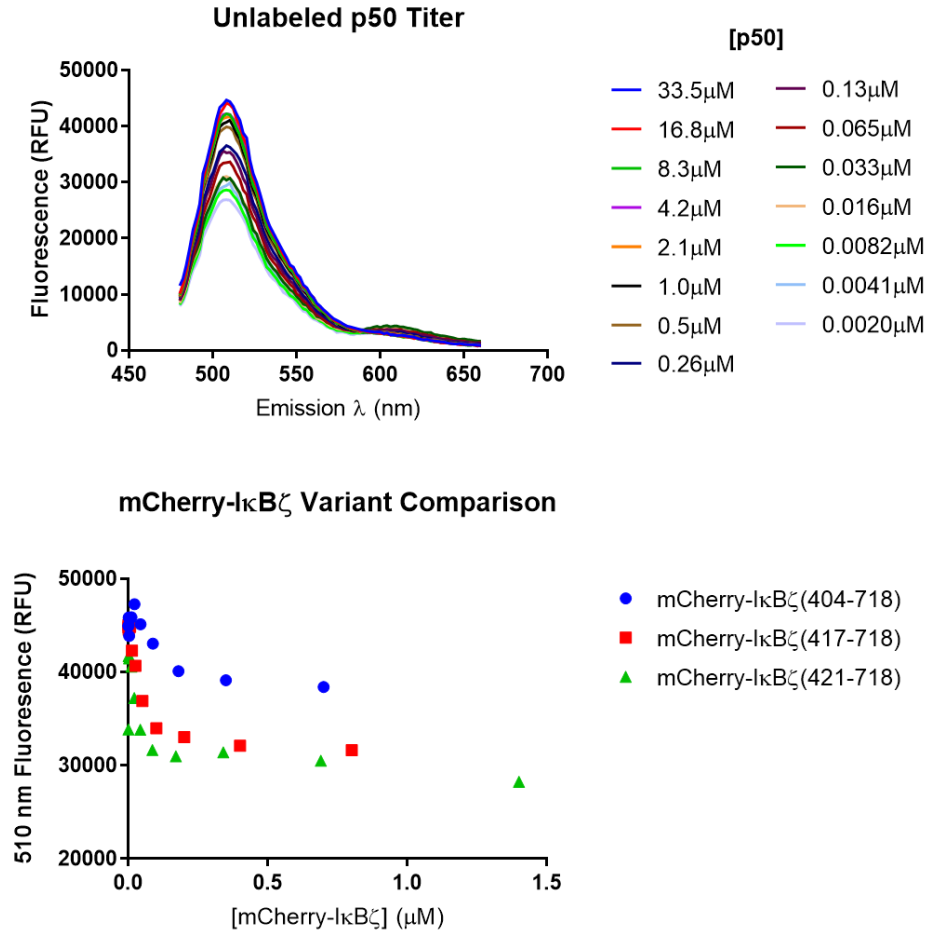 Unlabeled p50 Titer
[p50]
50000
40000
30000
20000
10000
0
Fluorescence (RFU)
450
500
550
600
650
700
Emission λ (nm)
33.5μM
16.8μM
8.3μM
4.2μM
2.1μM
1.0μM
0.5μM
0.26μM
0.13μM
0.065μM
0.033μM
0.016μM
0.0082μM
0.0041μM
0.0020μM
mCherry-IκBζ Variant Comparison
50000
40000
30000
20000
510 nm Fluoresence (RFU)
0.0
0.5
1.0
1.5
[mCherry-IκBζ] (μM)
mCherry-IκBζ(404-718)
mCherry-IκBζ(417-718)
mCherry-IκBζ(421-718)